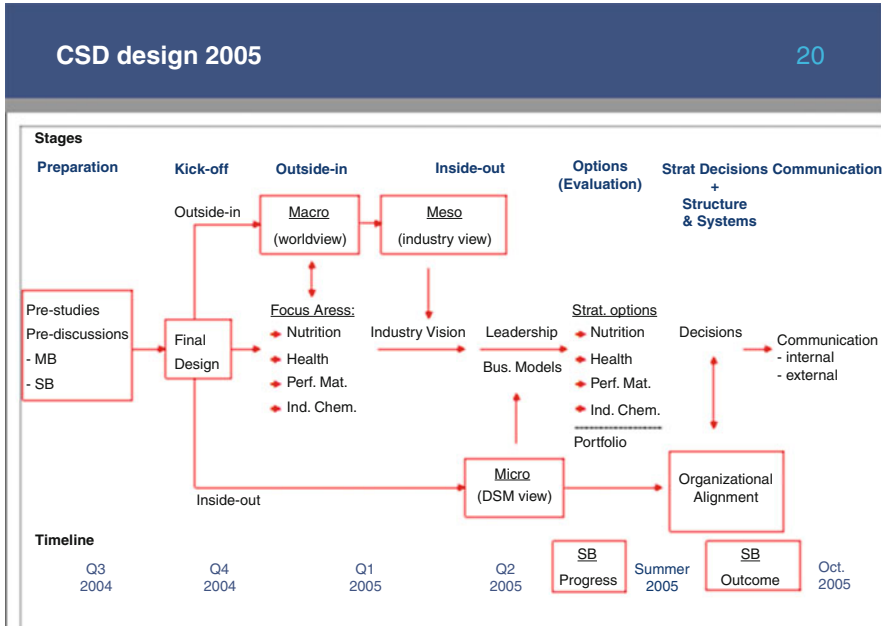 CSD design 2005
20
Stages
Preparation
Kick-off
Outside-in
Inside-out
Options
(Evaluation)
Strat Decisions
+
Structure
& Systems
Communication
Outside-in
Macro
(worldview)
Meso
(industry view)
Pre-studies
Pre-discussions
- MB
- SB
Final
Design
Focus Aress:
Nutrition
Health
Perf. Mat.
Ind. Chem.
Industry Vision
Leadership
Bus. Models
Strat. options
Nutrition
Health
Perf. Mat.
Ind. Chem.
Portfolio
Decisions
Communication
- internal
- external
Inside-out
Micro
(DSM view)
Organizational
Alignment
Timeline
Q3
2004
Q4
2004
Q1
2005
Q2
2005
SB
Progress
Summer
2005
SB
Outcome
Oct.
2005